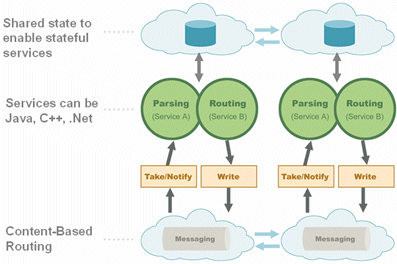 Shared state to
enable stateful
services
Services can be
Java, C++, .Net
Parsing
(Service A)
Routing
(Service B)
Parsing
(Service A)
Routing
(Service B)
Take/Notify
Write
Take/Notify
Write
Content-Based
Routing
Messaging
Messaging